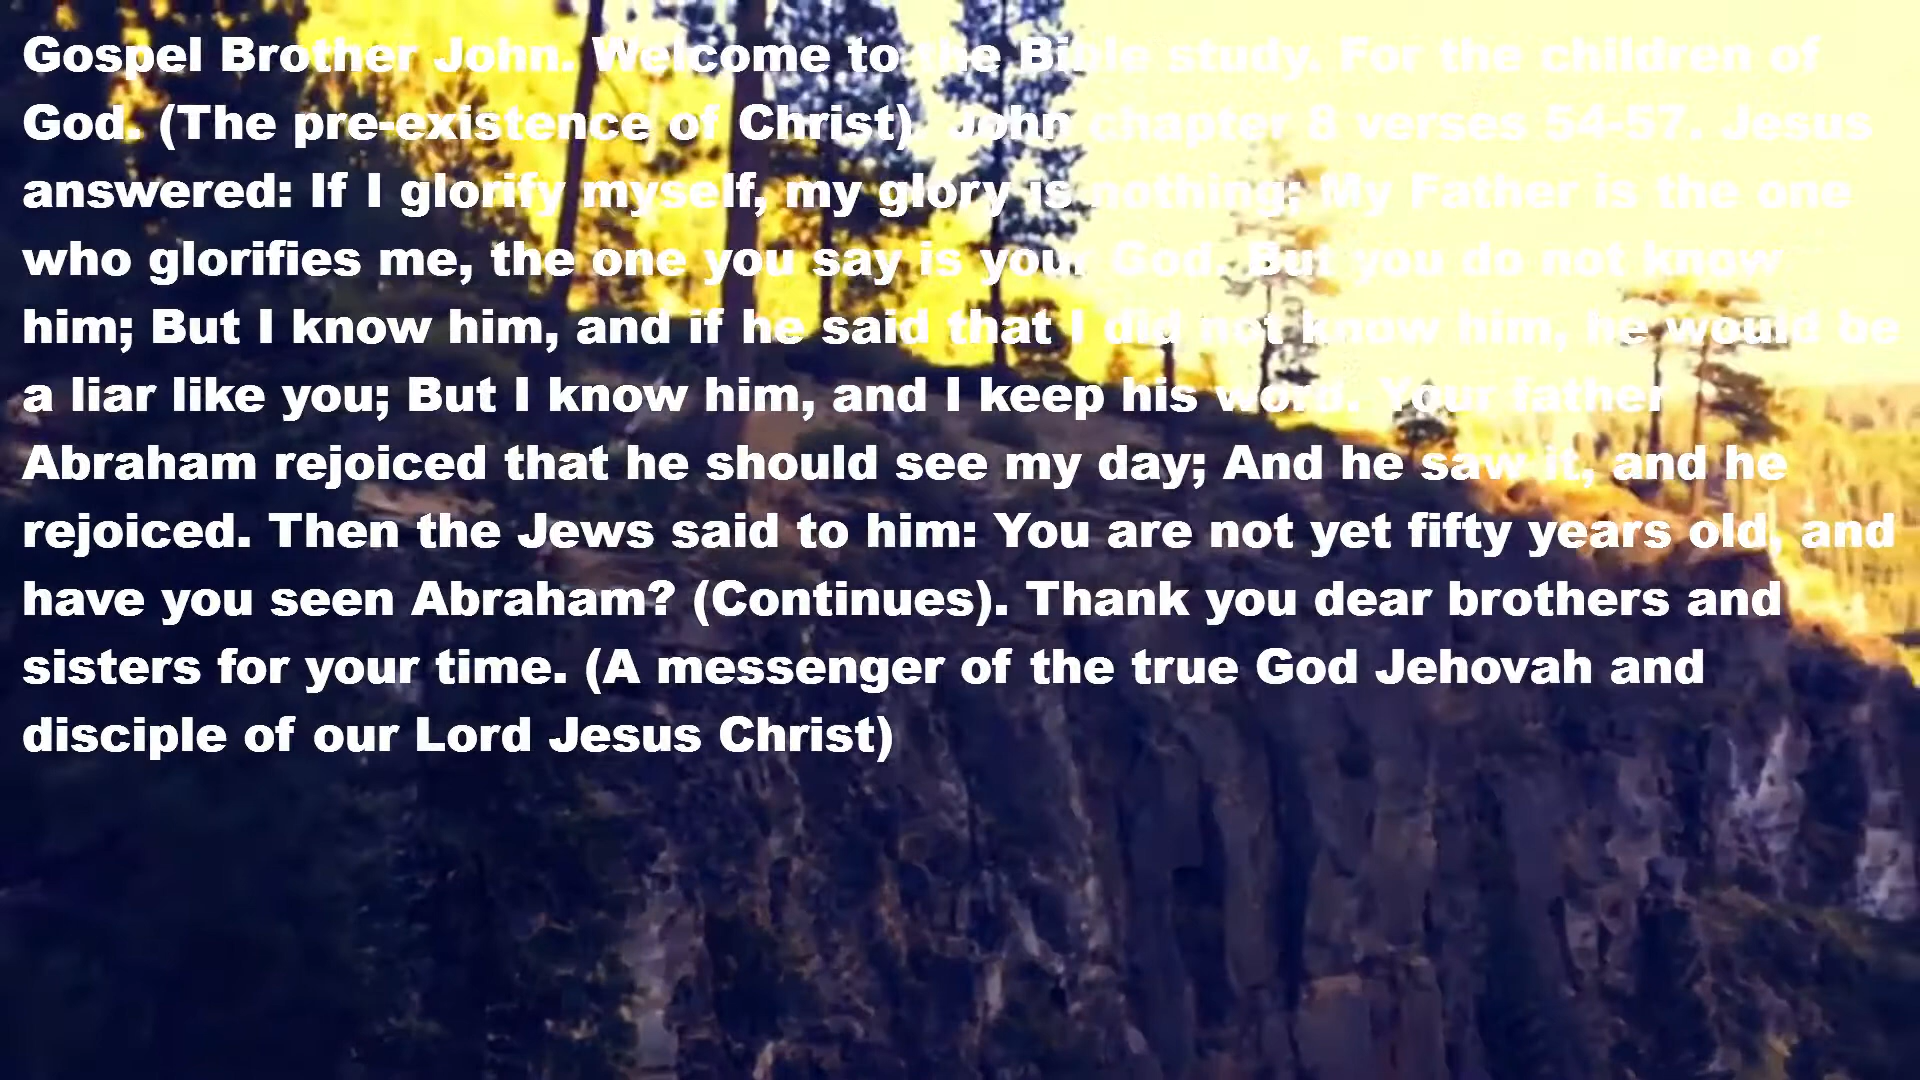 Gospel Brother John. Welcome to the Bible study. For the children of
God. (The pre-existence of Christ). John chapter 8 verses 54-57. Jesus
answered: If I glorify myself, my glory is nothing; My Father is the one
who glorifies me, the one you say is your God. But you do not know
him; But I know him, and if he said that I did not know him, he would be
a liar like you; But I know him, and I keep his word. Your father
Abraham rejoiced that he should see my day; And he saw it, and he
rejoiced. Then the Jews said to him: You are not yet fifty years old, and
have you seen Abraham? (Continues). Thank you dear brothers and
sisters for your time. (A messenger of the true God Jehovah and
disciple of our Lord Jesus Christ)